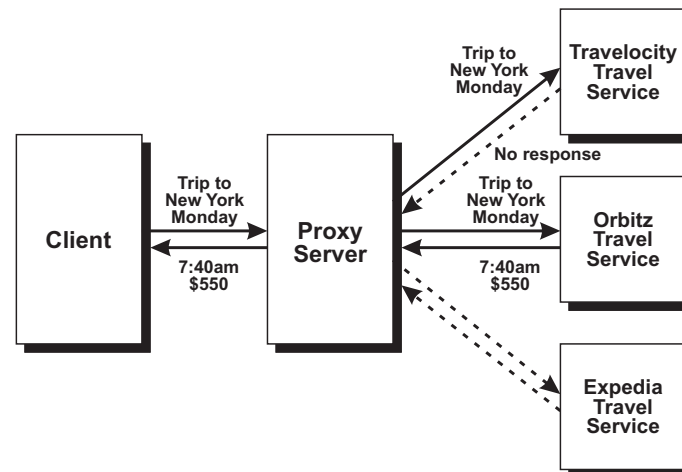 Trip to
New York
Monday
Travelocity
Travel
Service
No response
Client
Trip to
New York
Monday
7:40am
$550
Proxy
Server
Trip to
New York
Monday
7:40am
$550
Orbitz
Travel
Service
Expedia
Travel
Service